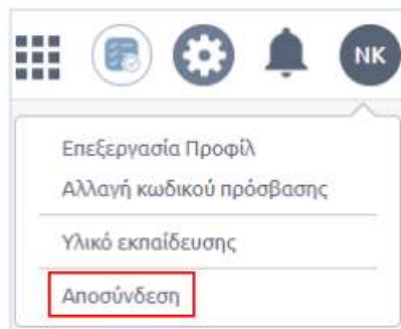 NK
Επεξεργασία Προφίλ
Αλλαγή κωδικού πρόσβασης
Υλικό εκπαίδευσης
Αποσύνδεση